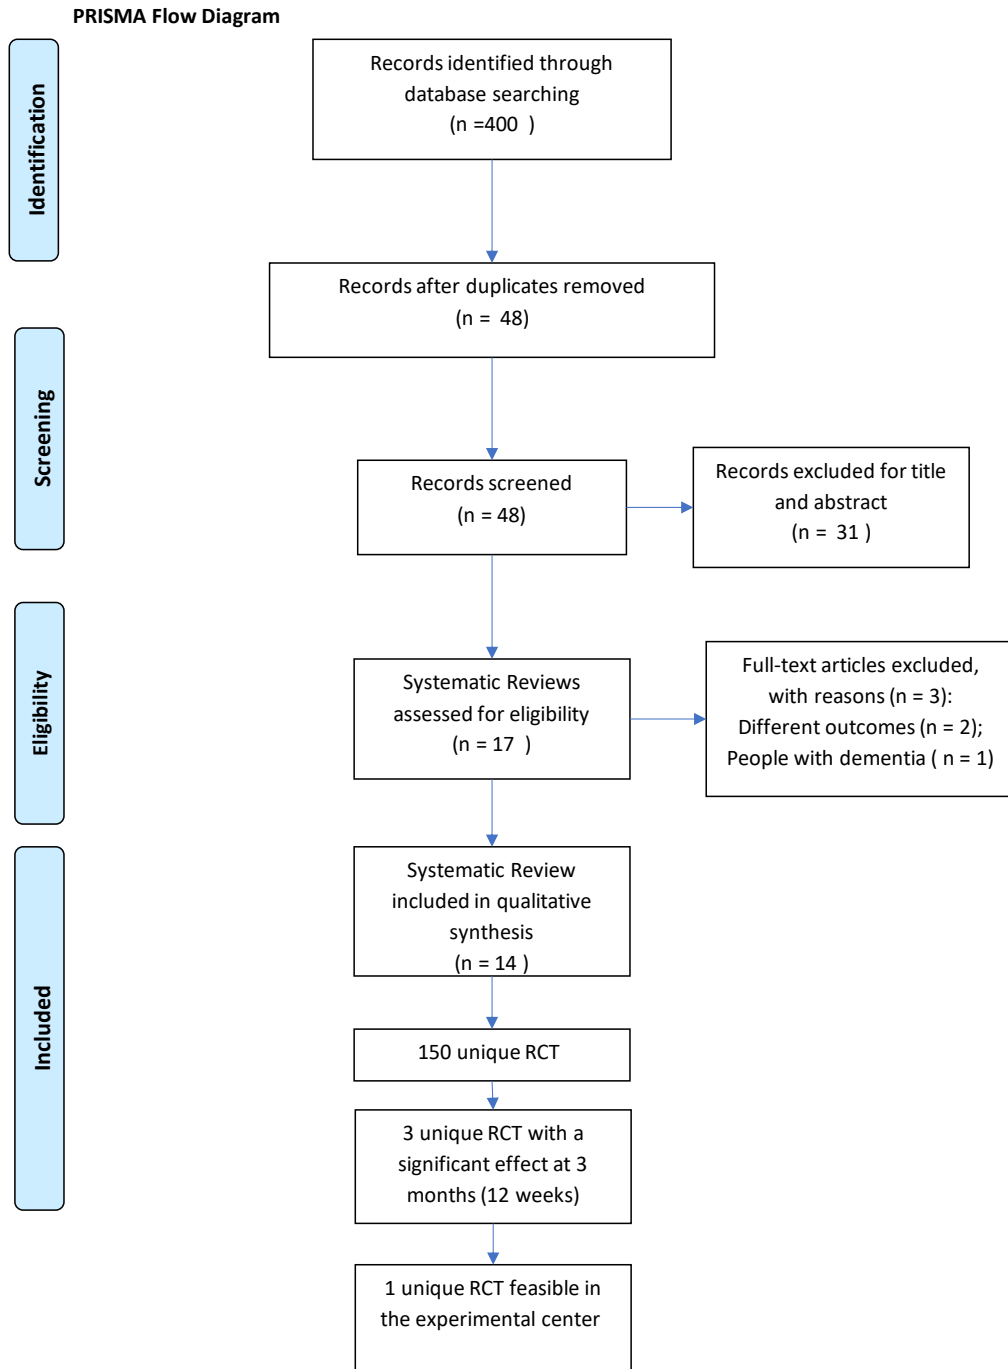 PRISMA Flow Diagram
Identification
Records identified through
database searching
(n =400 )
Records after duplicates removed
(n = 48)
Screening
Records screened
(n = 48)
Records excluded for title
and abstract
(n = 31 )
Eligibility
Systematic Reviews
assessed for eligibility
(n = 17 )
Full-text articles excluded,
with reasons (n = 3):
Different outcomes (n = 2);
People with dementia ( n = 1)
Included
Systematic Review
included in qualitative
synthesis
(n = 14 )
150 unique RCT
3 unique RCT with a
significant effect at 3
months (12 weeks)
1 unique RCT feasible in
the experimental center